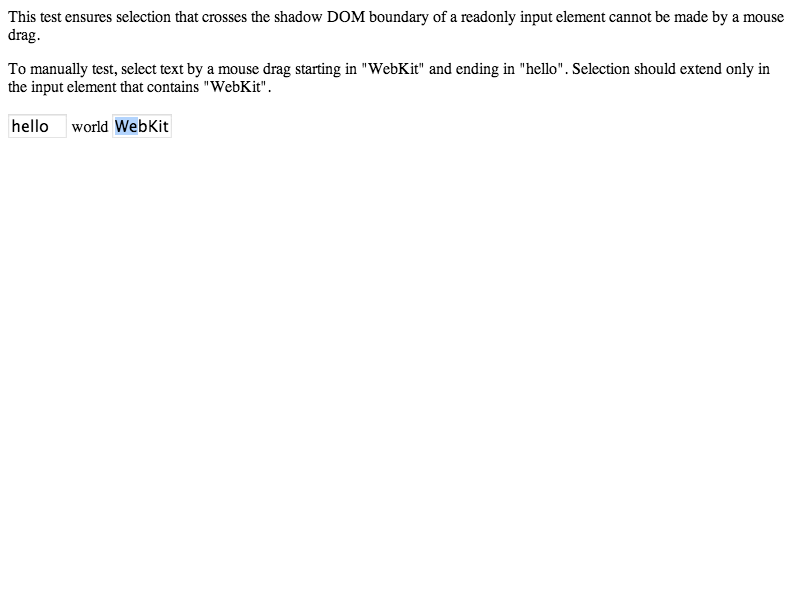 This test ensures selection that crosses the shadow DOM boundary of a readonly input element cannot be made by a mouse
drag.
To manually test, select text by a mouse drag starting in "WebKit" and ending in "hello". Selection should extend only in
the input element that contains "WebKit".
hello world WebKit